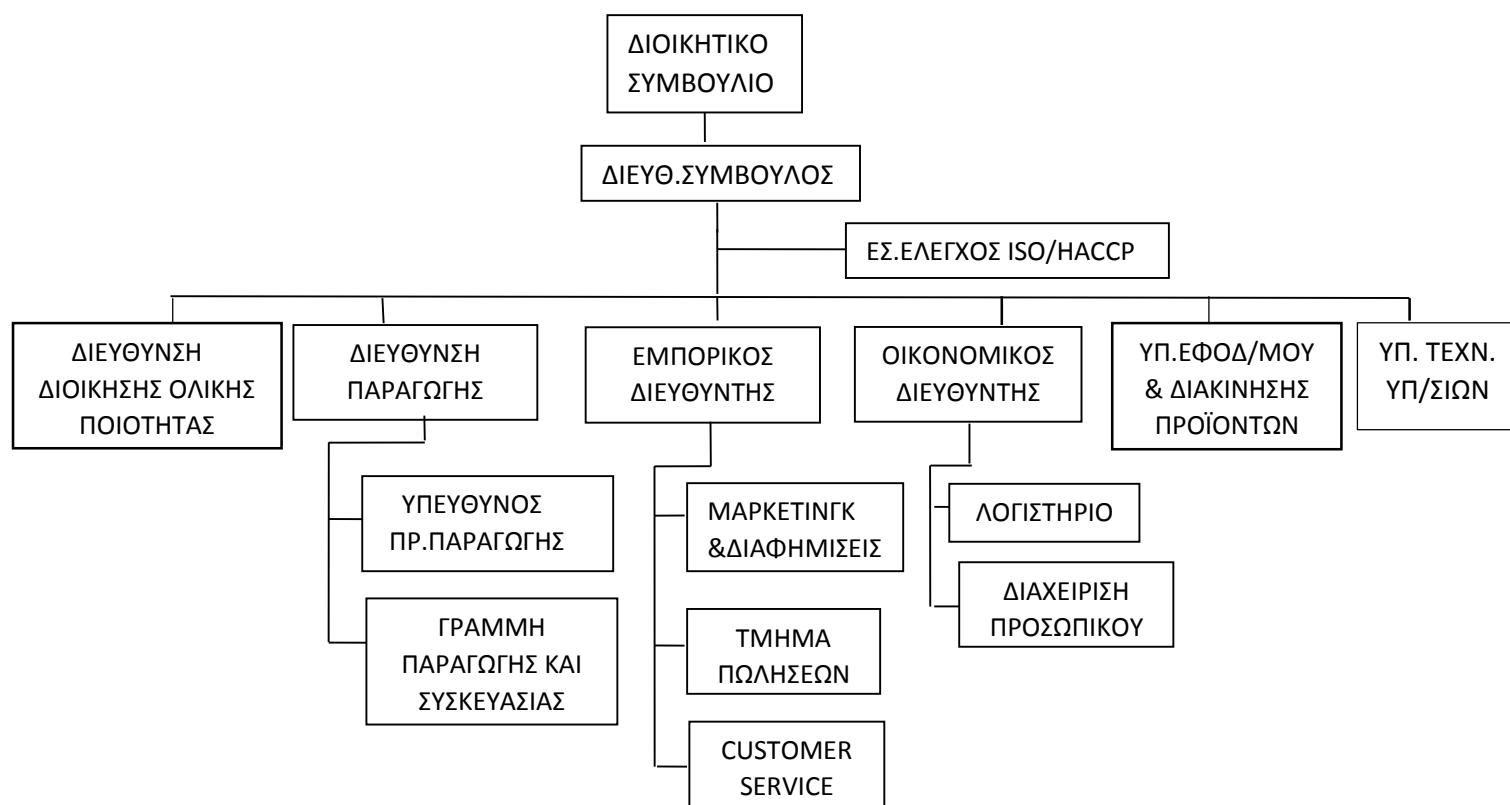 ΔΙΟΙΚΗΤΙΚΟ
ΣΥΜΒΟΥΛΙΟ
ΔΙΕΥΘ.ΣΥΜΒΟΥΛΟΣ
ΕΣ.ΕΛΕΓΧΟΣ ISO/HACCP
ΔΙΕΥΘΥΝΣΗ
ΔΙΟΙΚΗΣΗΣ ΟΛΙΚΗΣ
ΠΟΙΟΤΗΤΑΣ
ΔΙΕΥΘΥΝΣΗ
ΠΑΡΑΓΩΓΗΣ
ΕΜΠΟΡΙΚΟΣ
ΔΙΕΥΘΥΝΤΗΣ
ΟΙΚΟΝΟΜΙΚΟΣ
ΔΙΕΥΘΥΝΤΗΣ
ΥΠ.ΕΦΟΔ/ΜΟΥ
& ΔΙΑΚΙΝΗΣΗΣ
ΠΡΟΪΟΝΤΩΝ
ΥΠ. ΤΕΧΝ.
ΥΠ/ΣΙΩΝ
ΥΠΕΥΘΥΝΟΣ
ΠΡ.ΠΑΡΑΓΩΓΗΣ
ΓΡΑΜΜΗ
ΠΑΡΑΓΩΓΗΣ ΚΑΙ
ΣΥΣΚΕΥΑΣΙΑΣ
ΜΑΡΚΕΤΙΝΓΚ
&ΔΙΑΦΗΜΙΣΕΙΣ
ΤΜΗΜΑ
ΠΩΛΗΣΕΩΝ
CUSTOMER
SERVICE
ΛΟΓΙΣΤΗΡΙΟ
ΔΙΑΧΕΙΡΙΣΗ
ΠΡΟΣΩΠΙΚΟΥ